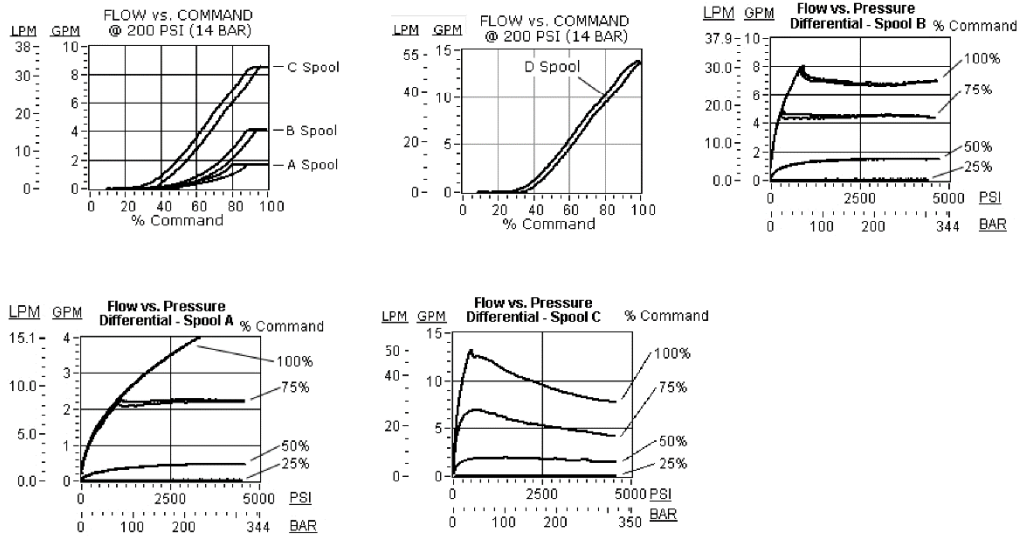 FLOW vs. COMMAND
@ 200 PSI (14 BAR)
LPM GPM
38 10
30 8
6
20
4
10
2
0 0
C Spool
B Spool
A Spool
0 20 40 60 80 100
% Command
FLOW vs. COMMAND
@ 200 PSI (14 BAR)
LPM GPM
55 15
40 10
20 5
0 0
D Spool
0 20 40 60 80 100
% Command
Flow vs. Pressure
Differential - Spool B % Command
LPM GPM
37.9 10
30.0 8
6
20.0
4
10.0
2
0.0 0
100%
75%
50%
25%
0 2500 5000 PSI
0 100 200 344 BAR
Flow vs. Pressure
Differential - Spool A % Command
LPM GPM
15.1 4
3
10.0
2
5.0
1
0.0 0
100%
75%
50%
25%
0 2500 5000 PSI
0 100 200 344 BAR
Flow vs. Pressure
Differential - Spool C % Command
LPM GPM
15
50
40
10
20
5
0 0
100%
75%
50%
25%
0 2500 5000 PSI
0 100 200 350 BAR